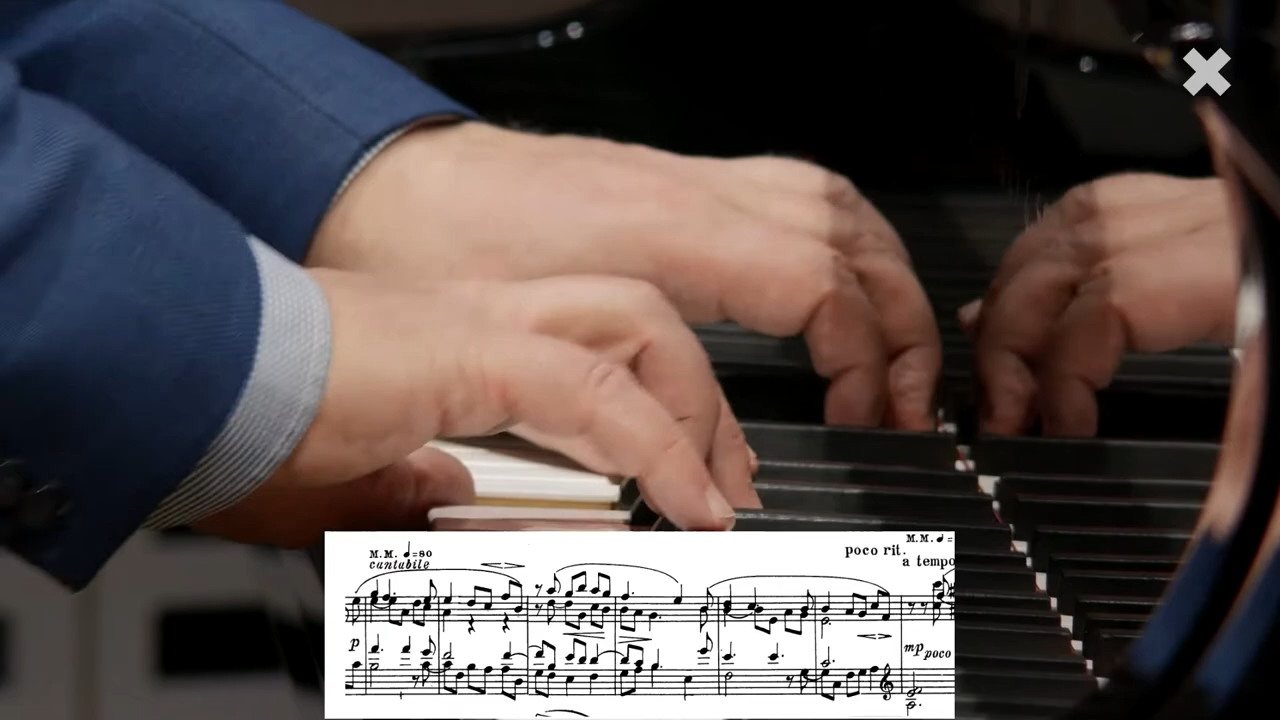 M.M. ♩=80
cantabile
poco rit.
M.M. ♩=
a tempo
p
mp poco